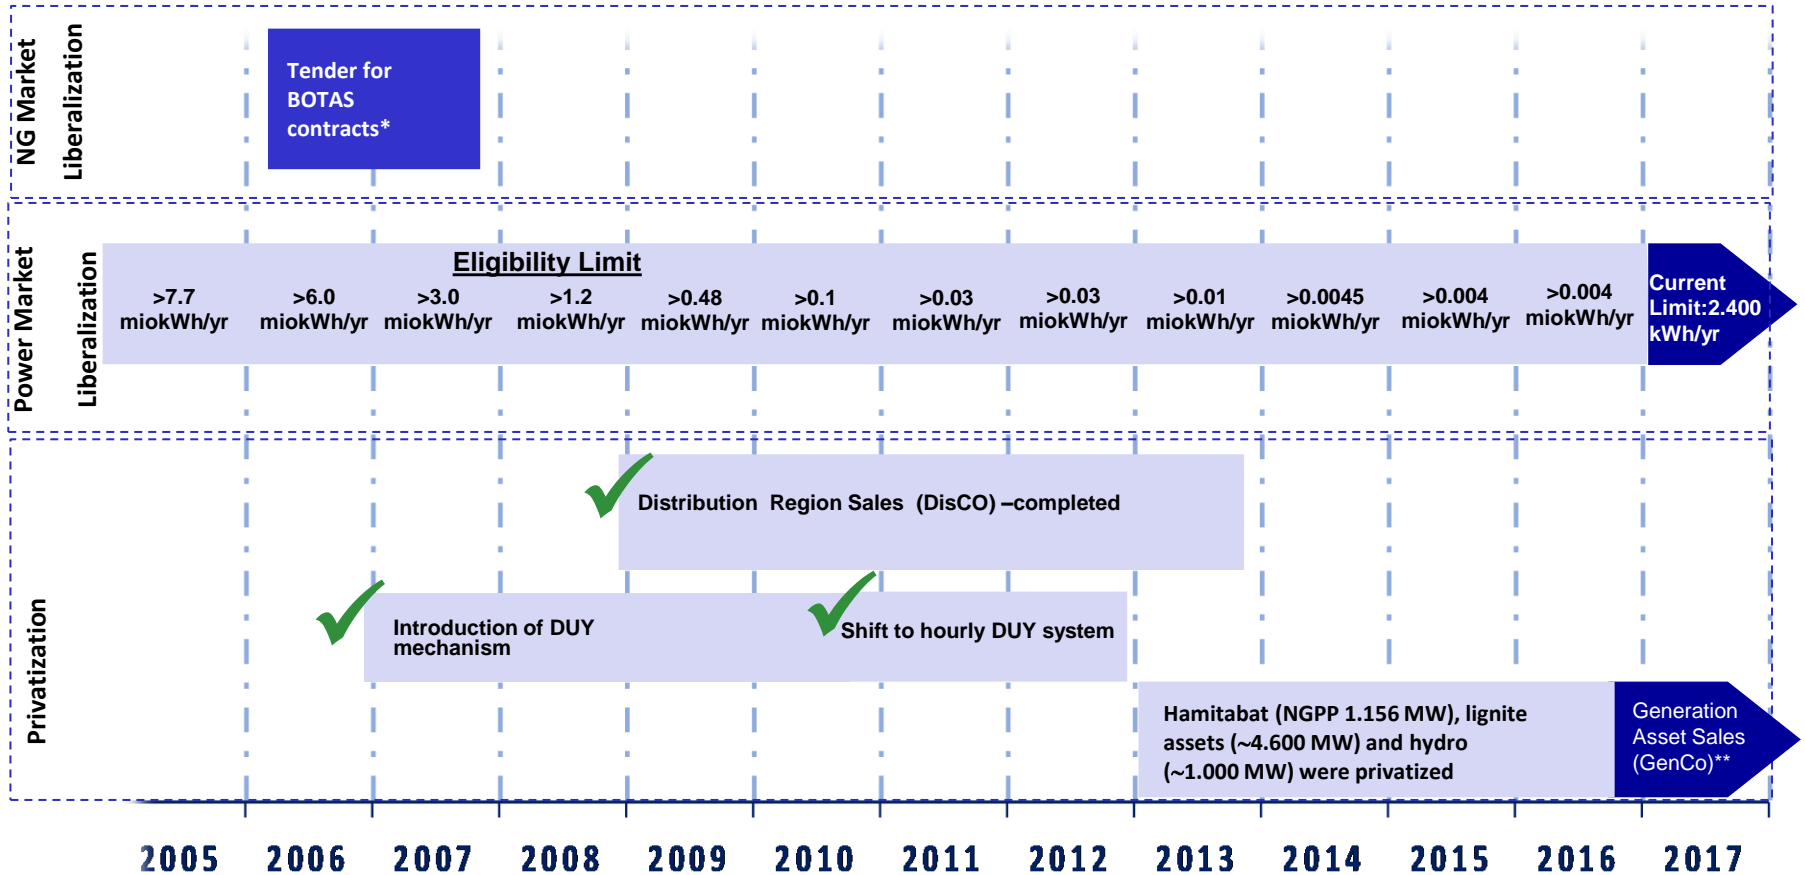 NG Market
Liberalization
Tender for
BOTAS
contracts*
Power Market
Liberalization
Eligibility Limit
>7.7
miokWh/yr
>6.0
miokWh/yr
>3.0
miokWh/yr
>1.2
miokWh/yr
>0.48
miokWh/yr
>0.1
miokWh/yr
>0.03
miokWh/yr
>0.03
miokWh/yr
>0.01
miokWh/yr
>0.0045
miokWh/yr
>0.004
miokWh/yr
>0.004
miokWh/yr
Current
Limit:2.400
kWh/yr
Privatization
Distribution Region Sales (DisCO) –completed
Introduction of DUY
mechanism
Shift to hourly DUY system
Hamitabat (NGPP 1.156 MW), lignite
assets (~4.600 MW) and hydro
(~1.000 MW) were privatized
Generation
Asset Sales
(GenCo)**
2005 2006 2007 2008 2009 2010 2011 2012 2013 2014 2015 2016 2017